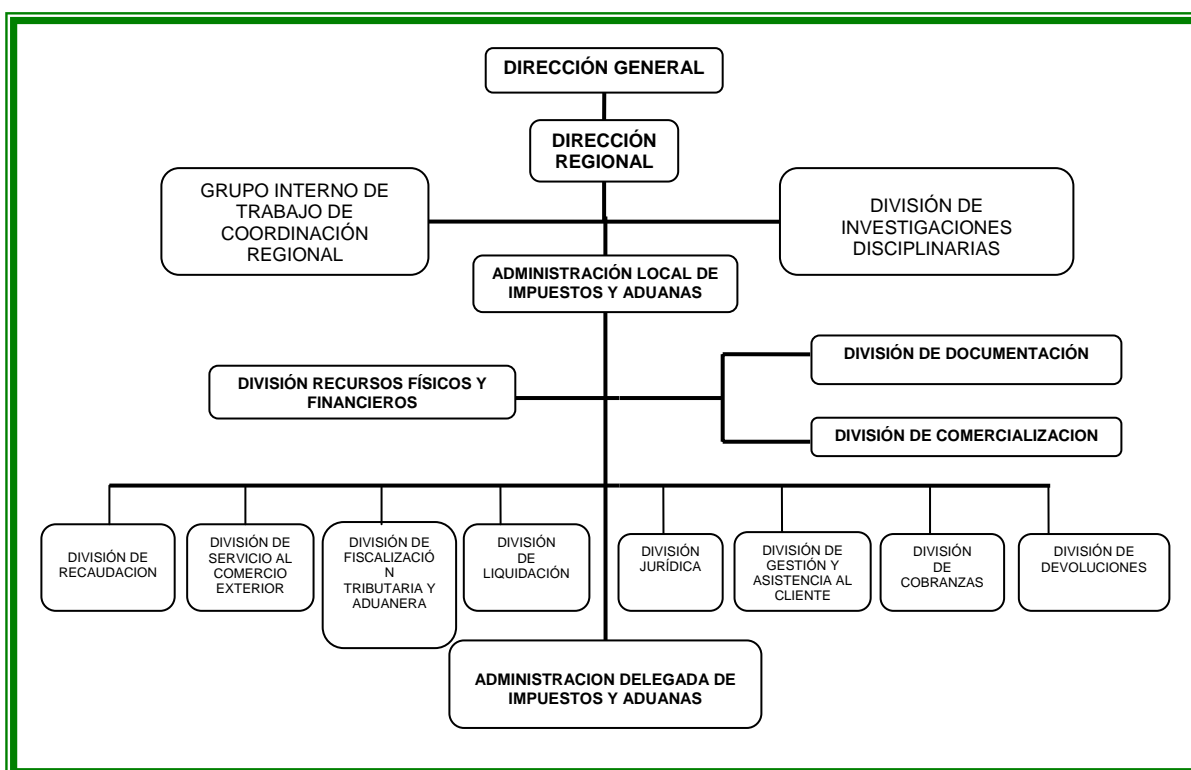 DIRECCIÓN GENERAL
DIRECCIÓN
REGIONAL
GRUPO INTERNO DE
TRABAJO DE
COORDINACIÓN
REGIONAL
DIVISIÓN DE
INVESTIGACIONES
DISCIPLINARIAS
ADMINISTRACIÓN LOCAL DE
IMPUESTOS Y ADUANAS
DIVISIÓN DE DOCUMENTACIÓN
DIVISIÓN RECURSOS FÍSICOS Y
FINANCIEROS
DIVISIÓN DE COMERCIALIZACION
DIVISIÓN DE
RECAUDACION
DIVISIÓN DE
SERVICIO AL
COMERCIO
EXTERIOR
DIVISIÓN DE
FISCALIZACIÓ
N
TRIBUTARIA Y
ADUANERA
DIVISIÓN
DE
LIQUIDACIÓN
DIVISIÓN
JURÍDICA
DIVISIÓN DE
GESTIÓN Y
ASISTENCIA AL
CLIENTE
DIVISIÓN
DE
COBRANZAS
DIVISIÓN DE
DEVOLUCIONES
ADMINISTRACION DELEGADA DE
IMPUESTOS Y ADUANAS